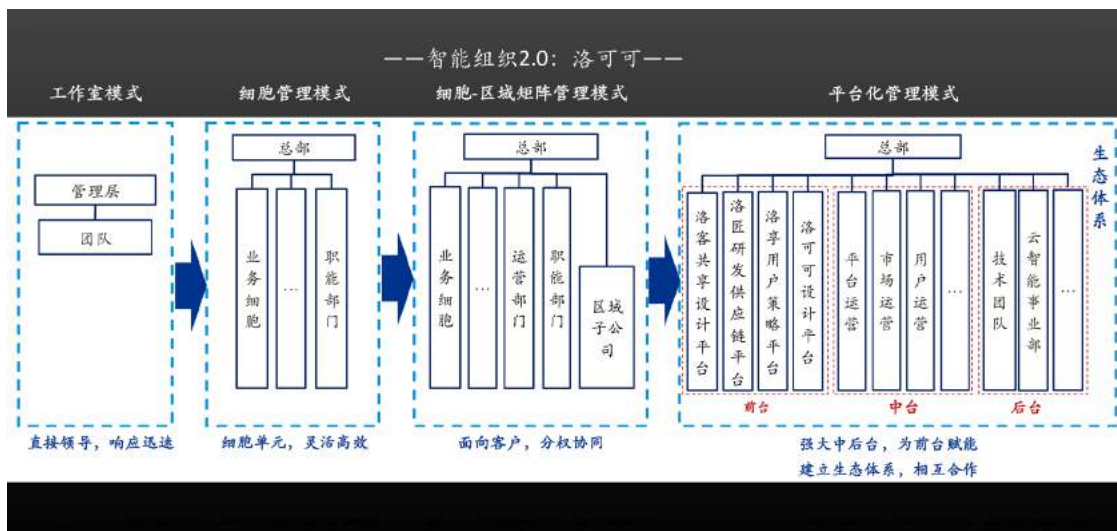 ——智能组织2.0：洛可可——
工作室模式
细胞管理模式
细胞-区域矩阵管理模式
平台化管理模式
管理层
团队
直接领导，响应迅速
总部
业务细胞
…
职能部门
细胞单元，灵活高效
总部
业务细胞
…
运营部门
职能部门
区域
子公司
面向客户，分权协同
总部
生态体系
洛客共享设计平台
洛匠研发供应链平台
洛享用户策略平台
洛可可设计平台
前台
平台运营
市场运营
用户运营
…
中台
技术团队
云智能事业部
…
后台
强大中后台，为前台赋能
建立生态体系，相互合作